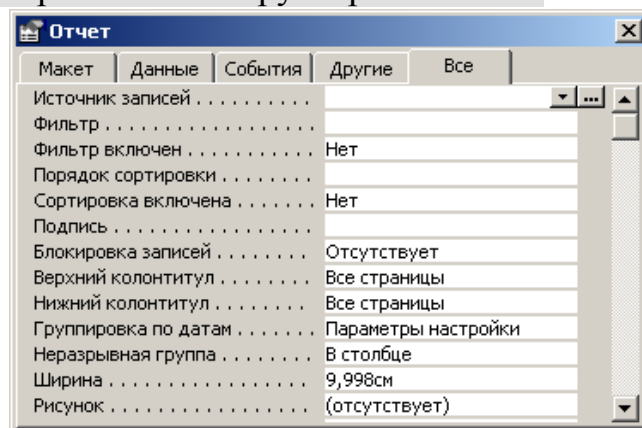 Отчет
Макет Данные События Другие Все
Источник записей . . . . . . . . . .
Фильтр . . . . . . . . . . . . . . . . . . .
Фильтр включен . . . . . . . . . . . Нет
Порядок сортировки . . . . . . . .
Сортировка включена . . . . . . . Нет
Подпись . . . . . . . . . . . . . . . . .
Блокировка записей . . . . . . . . Отсутствует
Верхний колонтитул . . . . . . . . Все страницы
Нижний колонтитул . . . . . . . . Все страницы
Группировка по датам . . . . . . . Параметры настройки
Неразрывная группа . . . . . . . . В столбце
Ширина . . . . . . . . . . . . . . . . . 9,998см
Рисунок . . . . . . . . . . . . . . . . . (отсутствует)